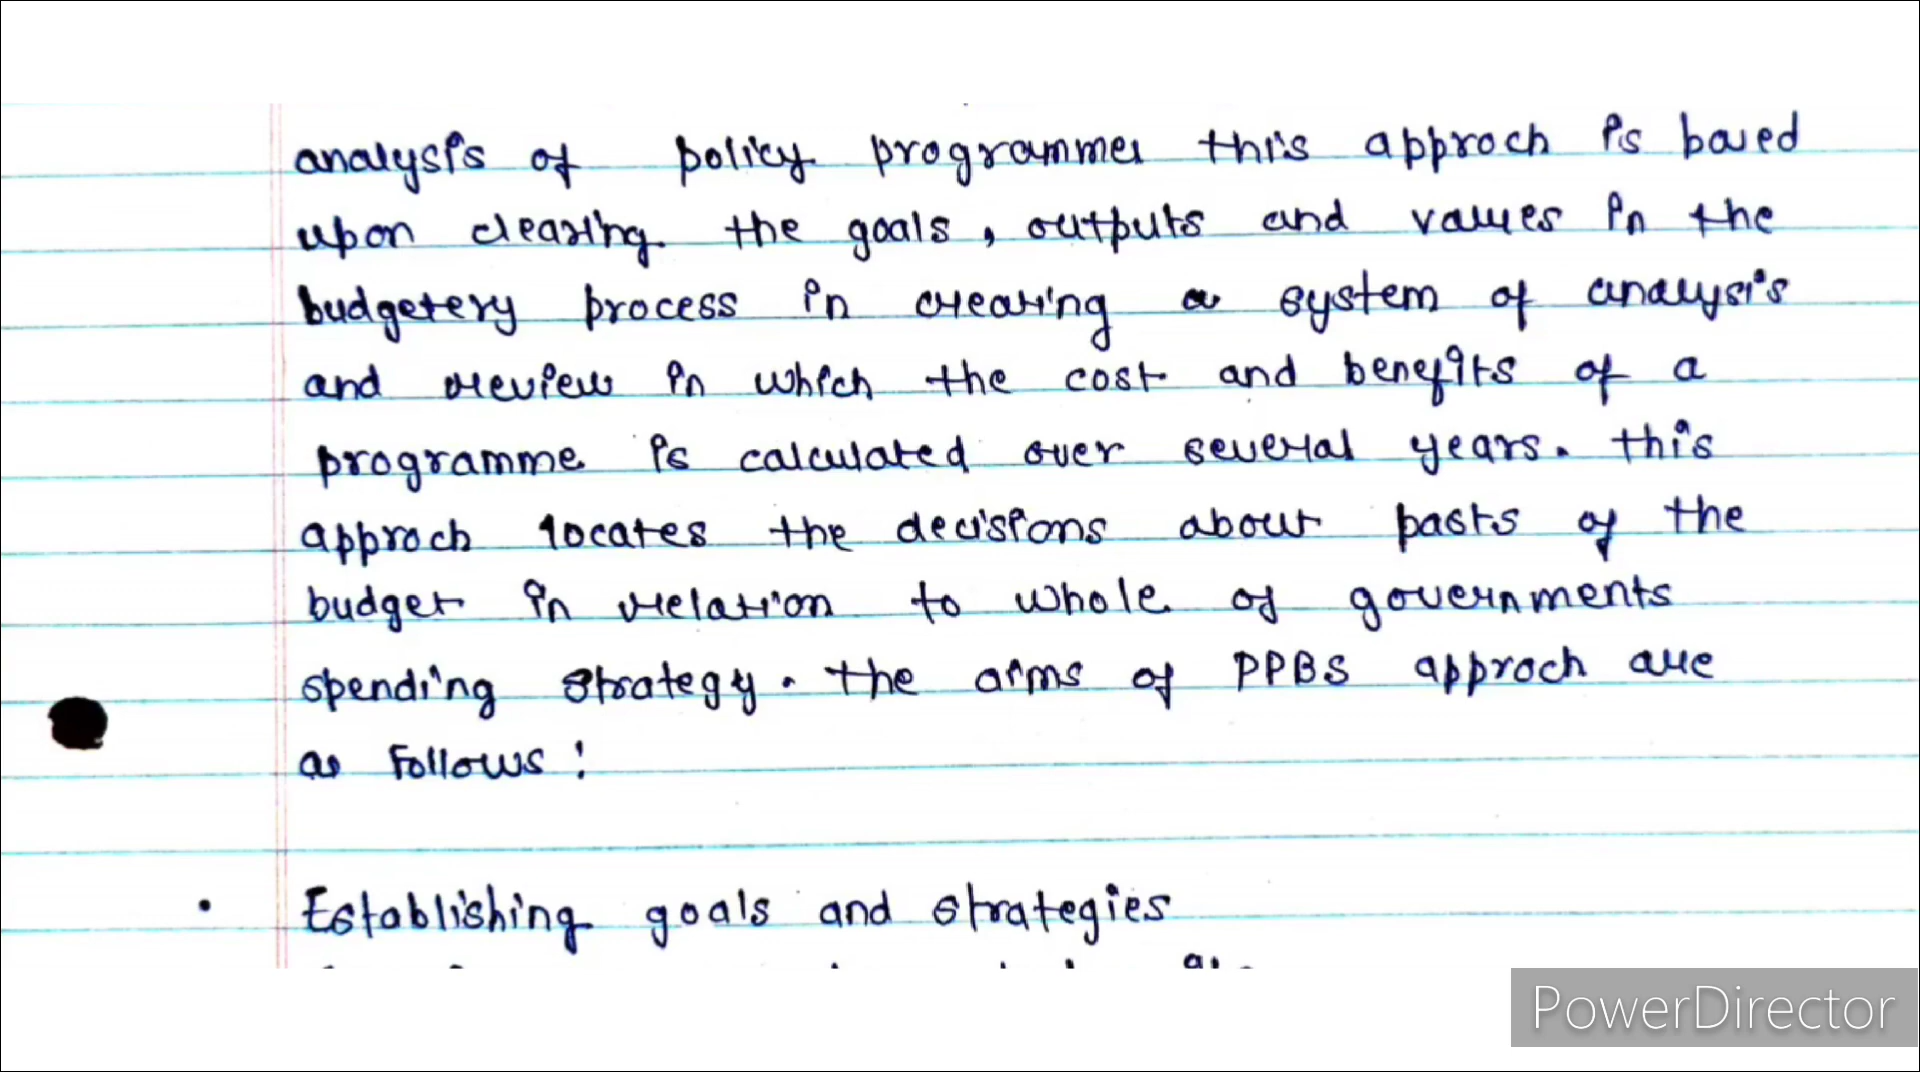 analysis of policy programmes this approch is based
upon clearing the goals, outputs and values in the
budgetery process in creating a system of analysis
and review in which the cost and benefits of a
programme is calculated over several years. this
approch locates the decisions about parts of the
budget in relation to whole of governments
spending strategy. the aims of PPBS approch are
as follows:
• Establishing goals and strategies
PowerDirector